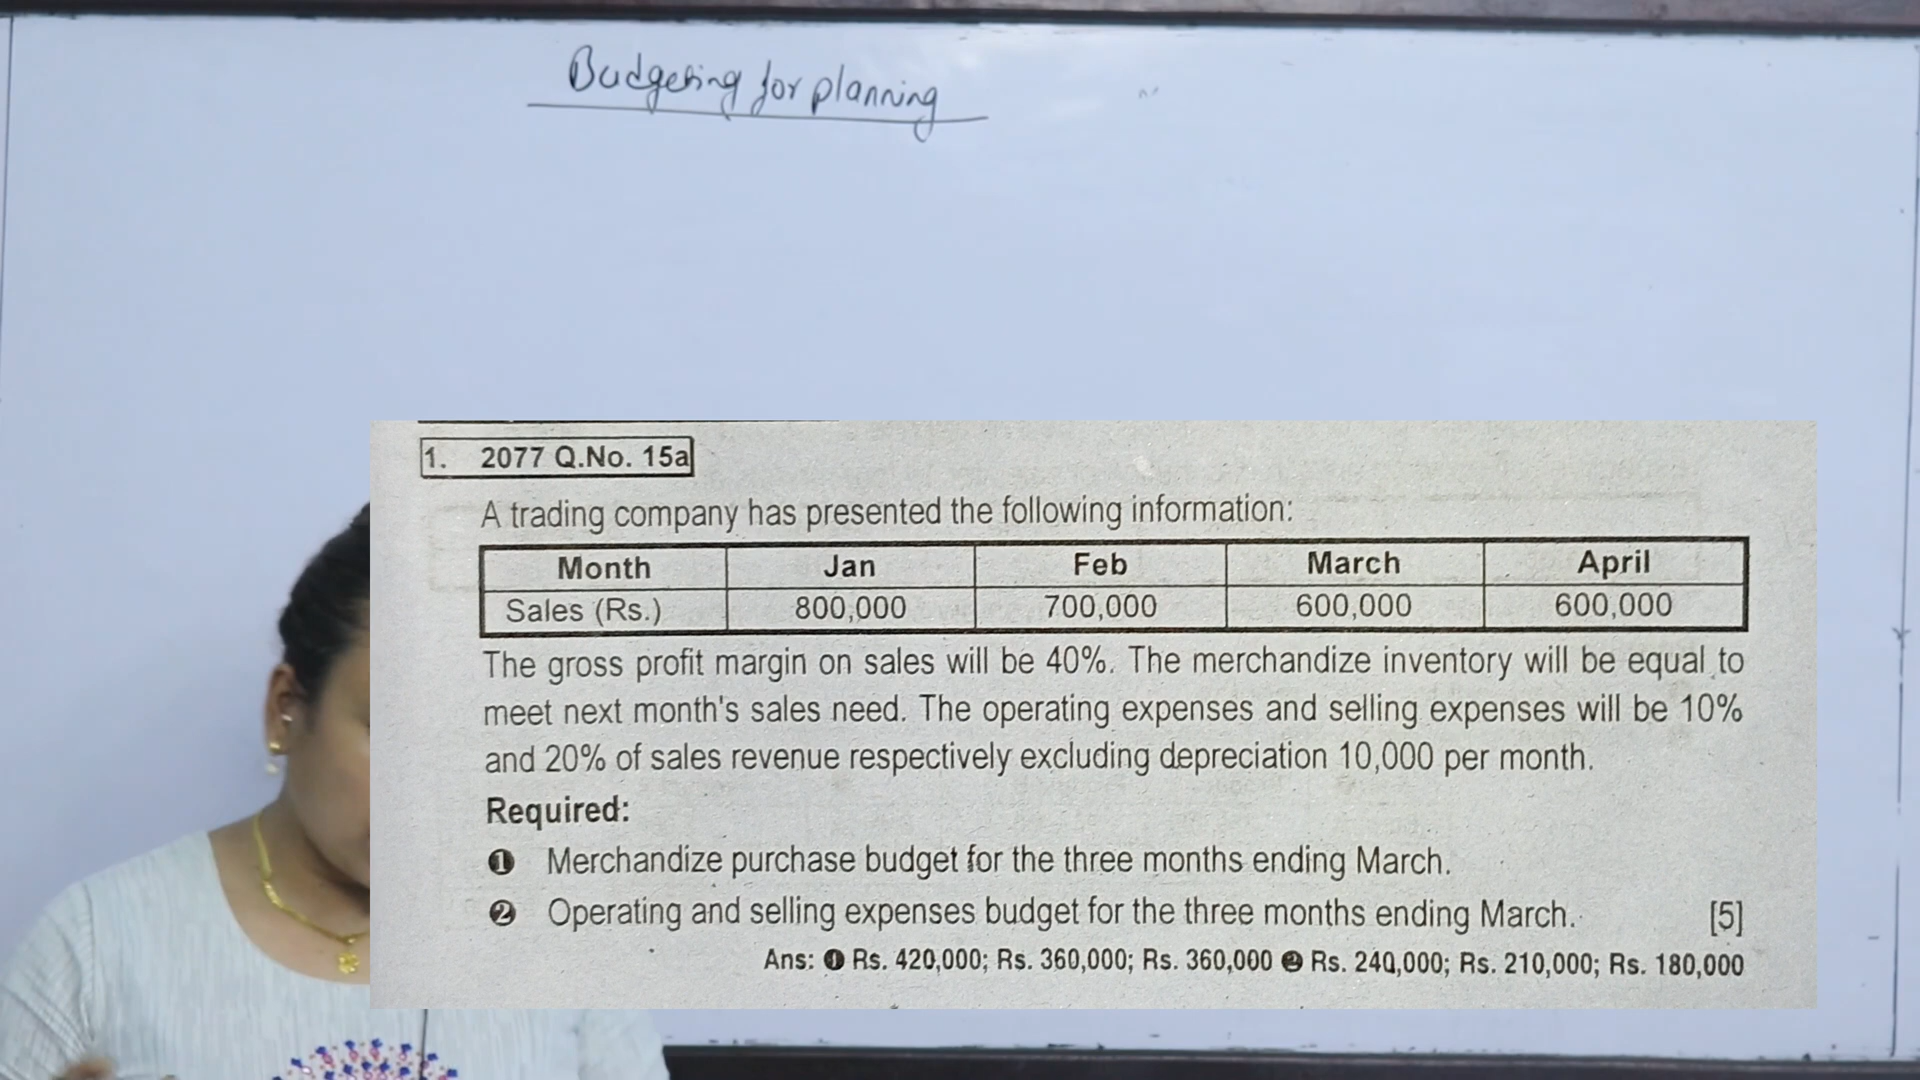 Budgeting for planning
1. 2077 Q.No. 15a
A trading company has presented the following information:
Month Jan Feb March April
Sales (Rs.) 800,000 700,000 600,000 600,000
The gross profit margin on sales will be 40%. The merchandize inventory will be equal to
meet next month's sales need. The operating expenses and selling expenses will be 10%
and 20% of sales revenue respectively excluding depreciation 10,000 per month.
Required:
❶ Merchandize purchase budget for the three months ending March.
❷ Operating and selling expenses budget for the three months ending March. [5]
Ans: ❶ Rs. 420,000; Rs. 360,000; Rs. 360,000 ❷ Rs. 240,000; Rs. 210,000; Rs. 180,000